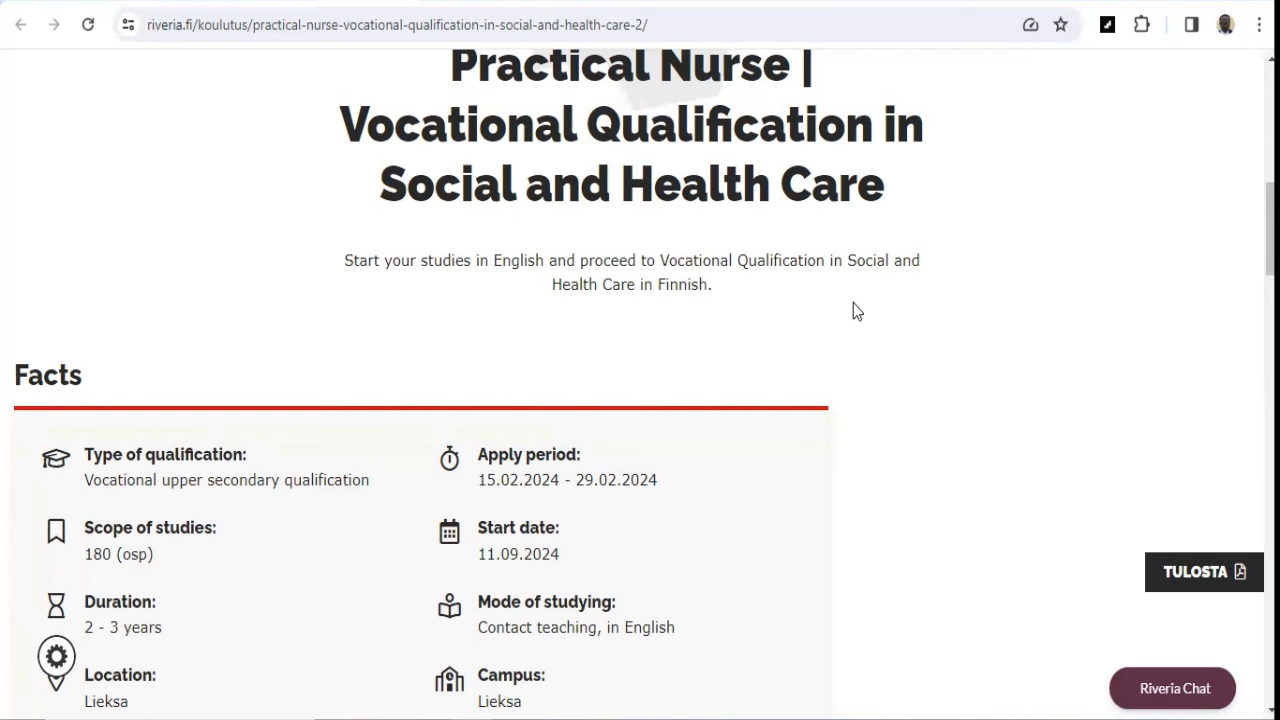 riveria.fi/koulutus/practical-nurse-vocational-qualification-in-social-and-health-care-2/
Practical Nurse |
Vocational Qualification in
Social and Health Care
Start your studies in English and proceed to Vocational Qualification in Social and
Health Care in Finnish.
Facts
Type of qualification:
Vocational upper secondary qualification
Apply period:
15.02.2024 - 29.02.2024
Scope of studies:
180 (osp)
Start date:
11.09.2024
Duration:
2 - 3 years
Mode of studying:
Contact teaching, in English
Location:
Lieksa
Campus:
Lieksa
TULOSTA
Riveria Chat